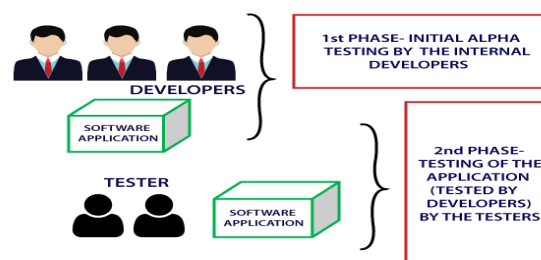 1st PHASE- INITIAL ALPHA
TESTING BY THE INTERNAL
DEVELOPERS
DEVELOPERS
SOFTWARE
APPLICATION
2nd PHASE-
TESTING OF THE
APPLICATION
(TESTED BY
DEVELOPERS)
BY THE TESTERS
TESTER
SOFTWARE
APPLICATION